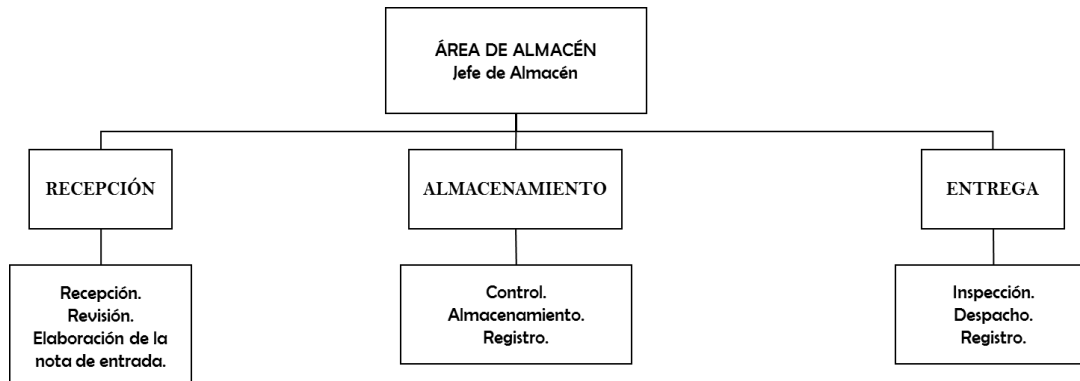 ÁREA DE ALMACÉN
Jefe de Almacén
RECEPCIÓN
ALMACENAMIENTO
ENTREGA
Recepción.
Revisión.
Elaboración de la
nota de entrada.
Control.
Almacenamiento.
Registro.
Inspección.
Despacho.
Registro.